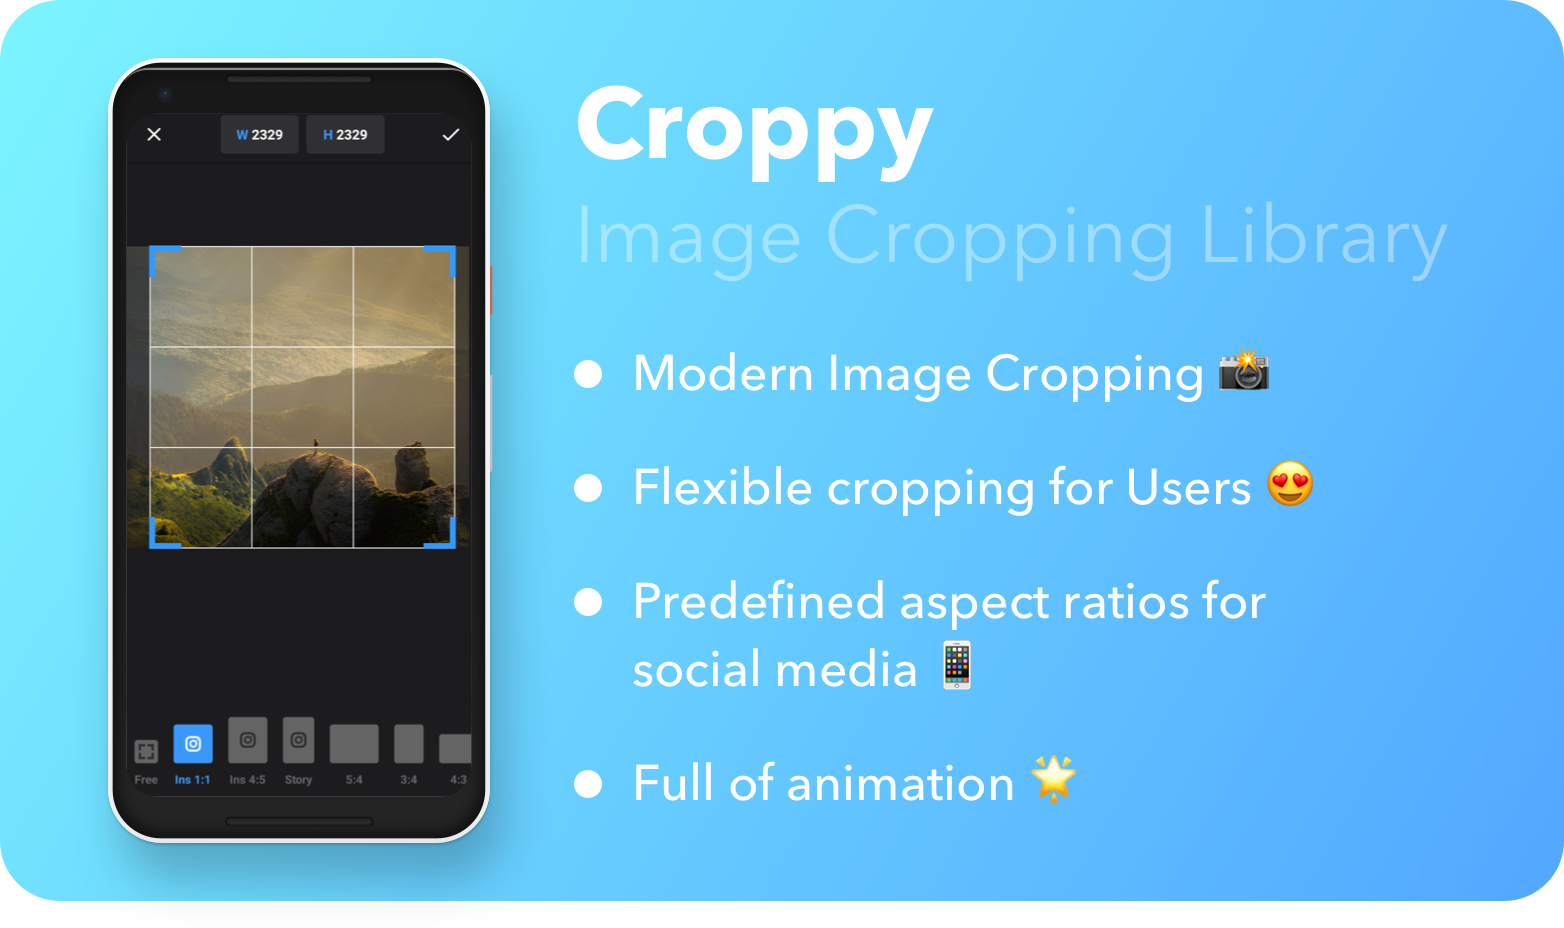 W 2329 H 2329
Free Ins 1:1 Ins 4:5 Story 5:4 3:4 4:3
Croppy
Image Cropping Library
Modern Image Cropping 📸
Flexible cropping for Users 😍
Predefined aspect ratios for
social media 📱
Full of animation 🌟